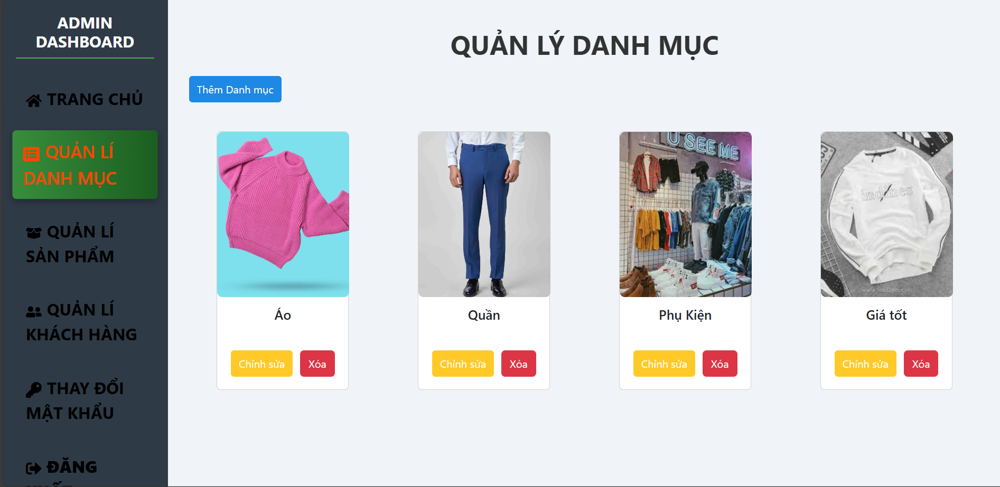 ADMIN
DASHBOARD
TRANG CHỦ
QUẢN LÍ
DANH MỤC
QUẢN LÍ
SẢN PHẨM
QUẢN LÍ
KHÁCH HÀNG
THAY ĐỔI
MẬT KHẨU
ĐĂNG
QUẢN LÝ DANH MỤC
Thêm Danh mục
U SEE ME
Áo
Quần
Phụ Kiện
Giá tốt
Chỉnh sửa Xóa
Chỉnh sửa Xóa
Chỉnh sửa Xóa
Chỉnh sửa Xóa